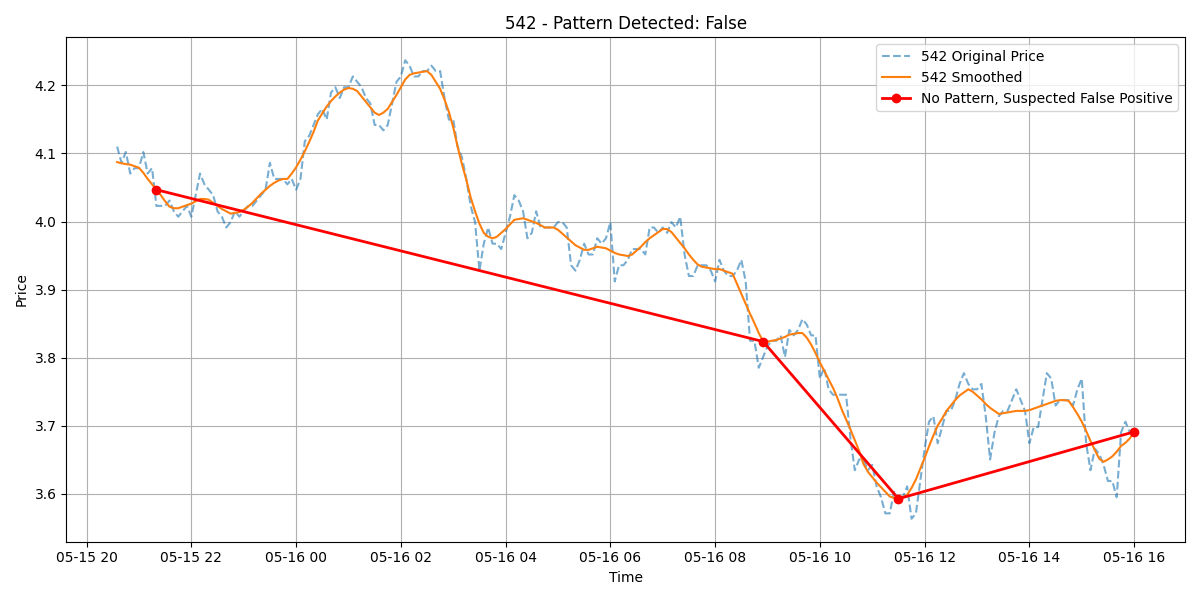 542 - Pattern Detected: False
542 Original Price
542 Smoothed
No Pattern, Suspected False Positive
Price
4.2
4.1
4.0
3.9
3.8
3.7
3.6
05-15 20 05-15 22 05-16 00 05-16 02 05-16 04 05-16 06 05-16 08 05-16 10 05-16 12 05-16 14 05-16 16
Time